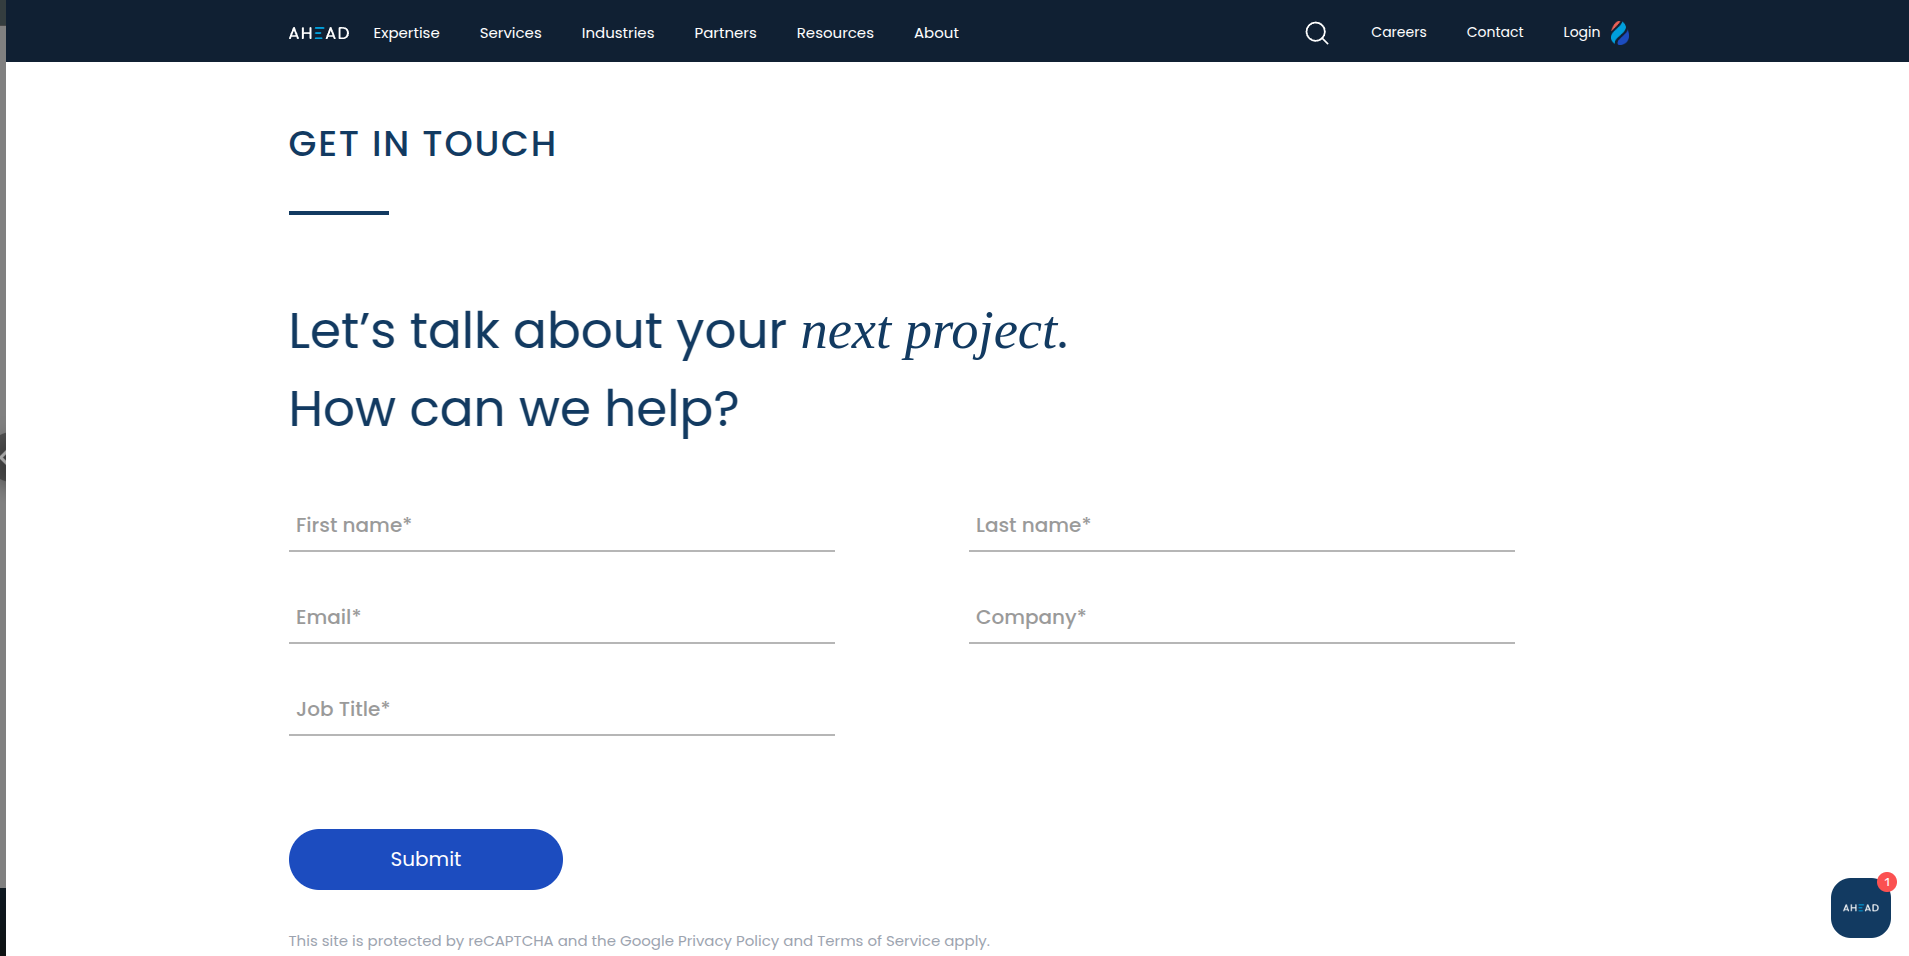 AHEAD Expertise Services Industries Partners Resources About Careers Contact Login
GET IN TOUCH
Let’s talk about your next project.
How can we help?
First name* Last name*
Email* Company*
Job Title*
Submit
1
AHEAD
This site is protected by reCAPTCHA and the Google Privacy Policy and Terms of Service apply.